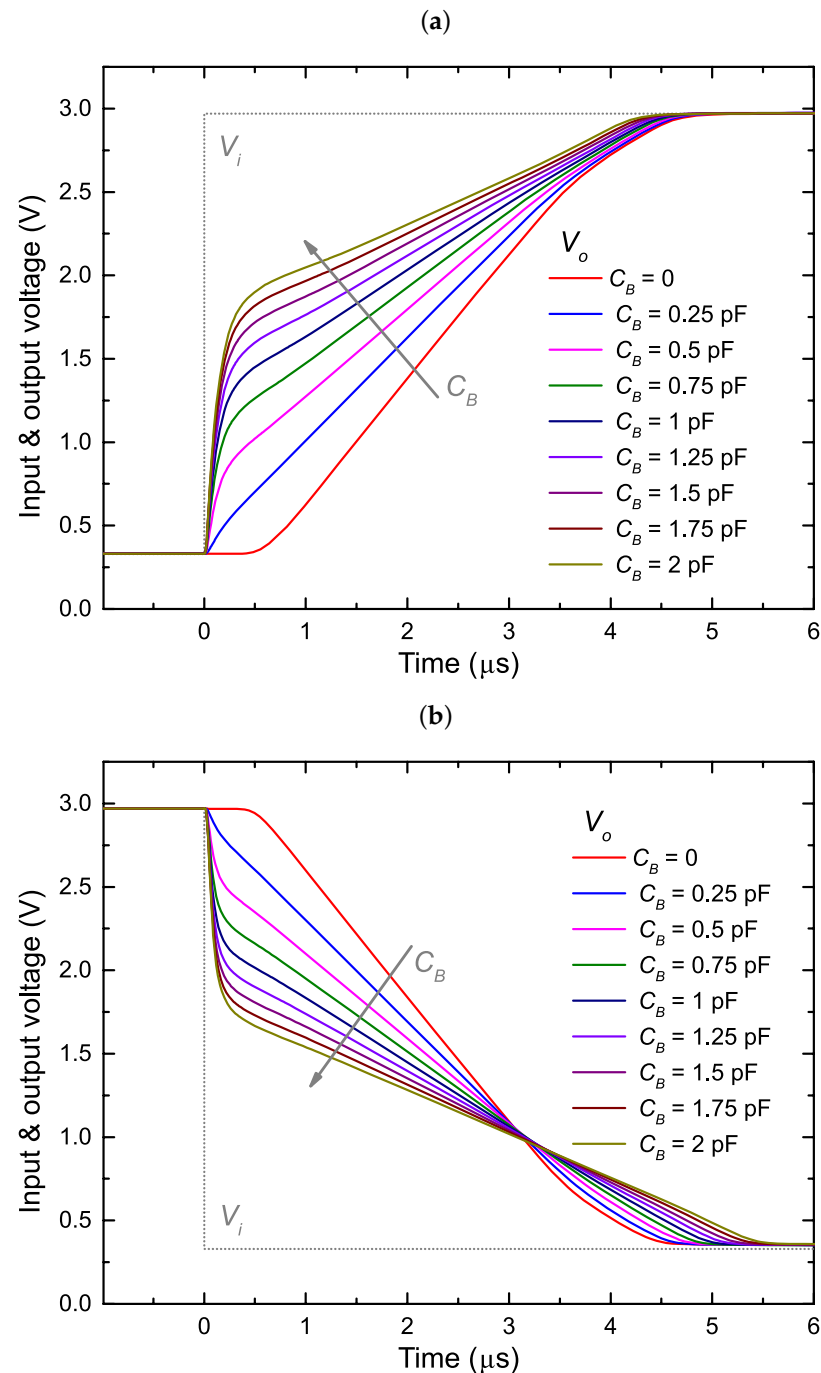 (a)
3.0
2.5
2.0
1.5
1.0
0.5
0.0
Input & output voltage (V)
V_i
C_B
V_o
C_B = 0
C_B = 0.25 pF
C_B = 0.5 pF
C_B = 0.75 pF
C_B = 1 pF
C_B = 1.25 pF
C_B = 1.5 pF
C_B = 1.75 pF
C_B = 2 pF
0 1 2 3 4 5 6
Time (μs)
(b)
3.0
2.5
2.0
1.5
1.0
0.5
0.0
Input & output voltage (V)
V_o
C_B = 0
C_B = 0.25 pF
C_B = 0.5 pF
C_B = 0.75 pF
C_B = 1 pF
C_B = 1.25 pF
C_B = 1.5 pF
C_B = 1.75 pF
C_B = 2 pF
C_B
V_i
0 1 2 3 4 5 6
Time (μs)